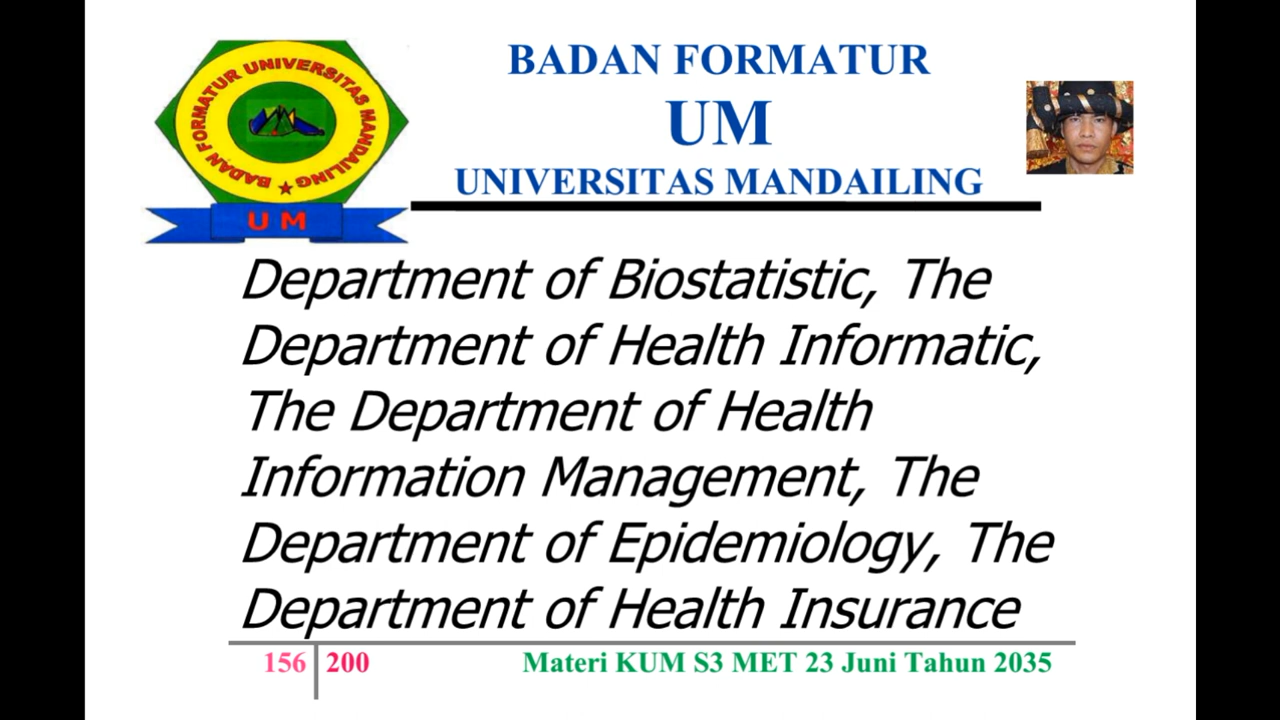 BADAN FORMATUR UNIVERSITAS MANDAILING
UM
BADAN FORMATUR
UM
UNIVERSITAS MANDAILING
Department of Biostatistic, The
Department of Health Informatic,
The Department of Health
Information Management, The
Department of Epidemiology, The
Department of Health Insurance
156 200 Materi KUM S3 MET 23 Juni Tahun 2035